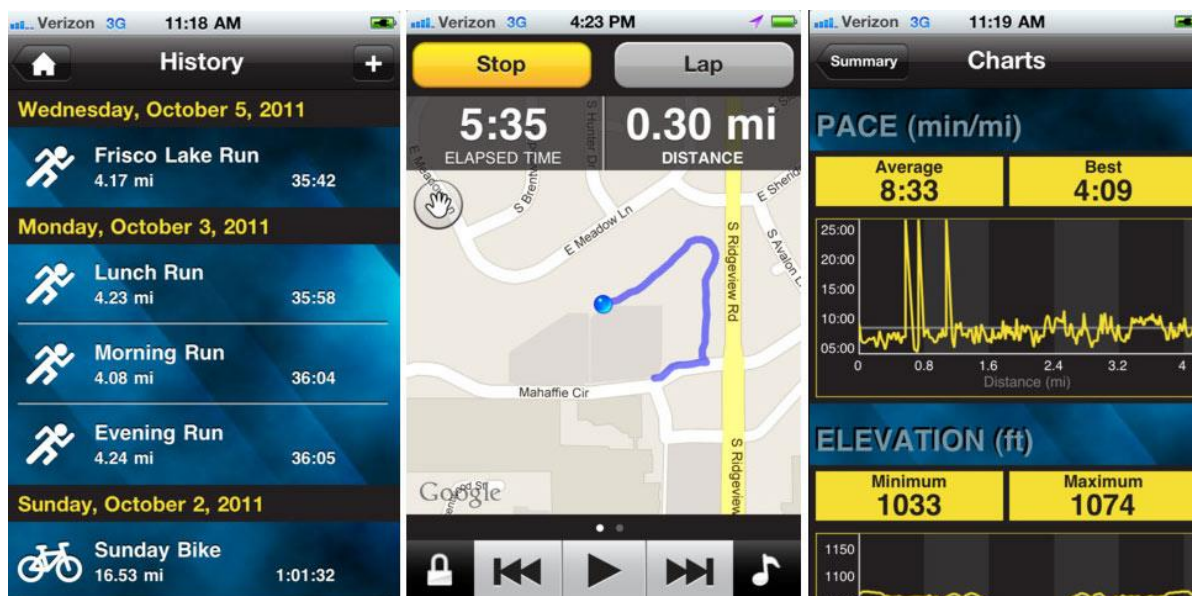 Verizon 3G 11:18 AM
History
+
Wednesday, October 5, 2011
Frisco Lake Run
4.17 mi 35:42
Monday, October 3, 2011
Lunch Run
4.23 mi 35:58
Morning Run
4.08 mi 36:04
Evening Run
4.24 mi 36:05
Sunday, October 2, 2011
Sunday Bike
16.53 mi 1:01:32
Verizon 3G 4:23 PM
Stop Lap
5:35 0.30 mi
ELAPSED TIME DISTANCE
S Hunter Dr
E Meadow Ln
S Ridgeview Rd
S Avalon
Mahaffie Cir
S Ridgeview
Google
Verizon 3G 11:19 AM
Summary Charts
PACE (min/mi)
Average Best
8:33 4:09
25:00
20:00
15:00
10:00
05:00
0 0.8 1.6 2.4 3.2 4
Distance (mi)
ELEVATION (ft)
Minimum Maximum
1033 1074
1150
1100